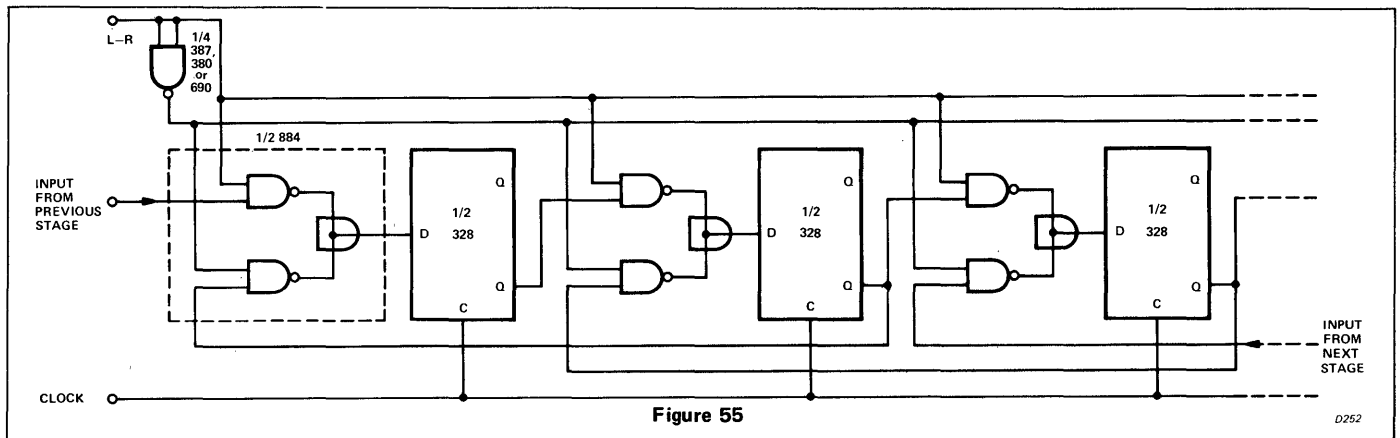 L–R
1/4
387,
380
or
690
1/2 884
INPUT
FROM
PREVIOUS
STAGE
Q
D
1/2
328
Q
C
Q
D
1/2
328
Q
C
Q
D
1/2
328
Q
C
INPUT
FROM
NEXT
STAGE
CLOCK
Figure 55
D252